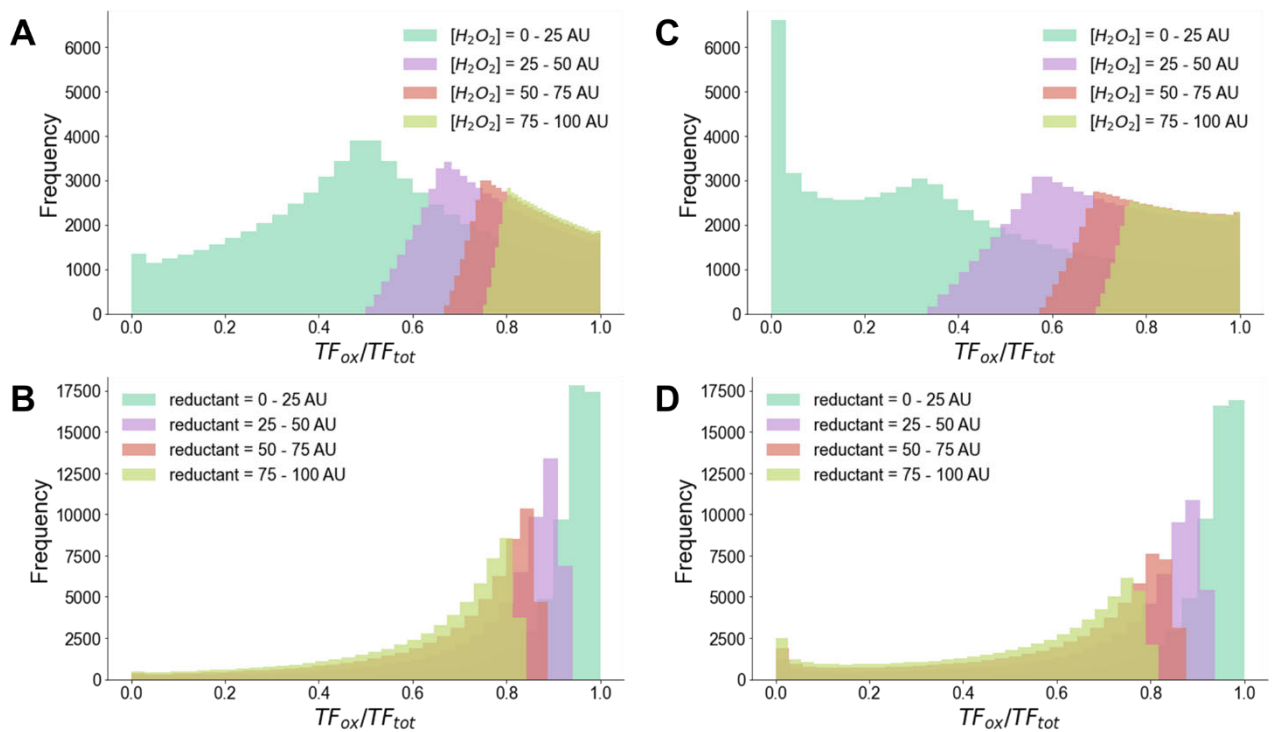 A
[H₂O₂] = 0 - 25 AU
[H₂O₂] = 25 - 50 AU
[H₂O₂] = 50 - 75 AU
[H₂O₂] = 75 - 100 AU
6000
5000
4000
3000
2000
1000
0
Frequency
0.0 0.2 0.4 0.6 0.8 1.0
TFox/TFtot
B
reductant = 0 - 25 AU
reductant = 25 - 50 AU
reductant = 50 - 75 AU
reductant = 75 - 100 AU
17500
15000
12500
10000
7500
5000
2500
0
Frequency
0.0 0.2 0.4 0.6 0.8 1.0
TFox/TFtot
C
[H₂O₂] = 0 - 25 AU
[H₂O₂] = 25 - 50 AU
[H₂O₂] = 50 - 75 AU
[H₂O₂] = 75 - 100 AU
6000
5000
4000
3000
2000
1000
0
Frequency
0.0 0.2 0.4 0.6 0.8 1.0
TFox/TFtot
D
reductant = 0 - 25 AU
reductant = 25 - 50 AU
reductant = 50 - 75 AU
reductant = 75 - 100 AU
17500
15000
12500
10000
7500
5000
2500
0
Frequency
0.0 0.2 0.4 0.6 0.8 1.0
TFox/TFtot